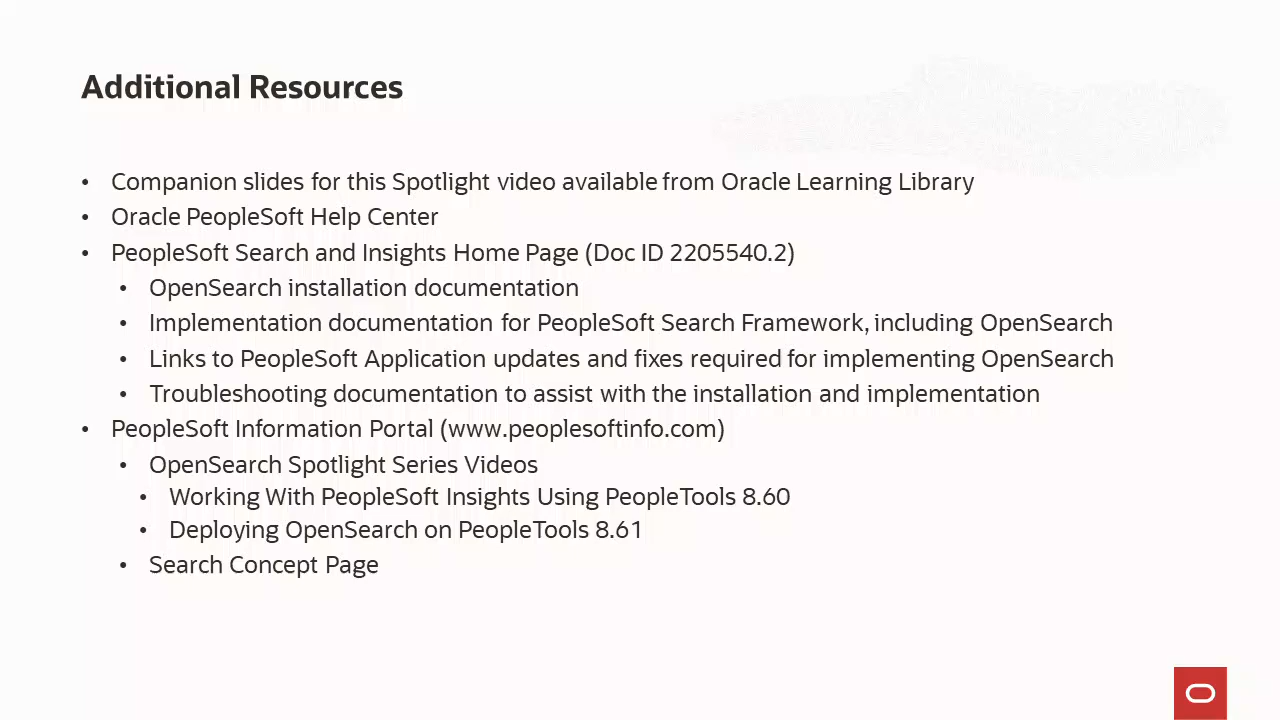 Additional Resources
• Companion slides for this Spotlight video available from Oracle Learning Library
• Oracle PeopleSoft Help Center
• PeopleSoft Search and Insights Home Page (Doc ID 2205540.2)
• OpenSearch installation documentation
• Implementation documentation for PeopleSoft Search Framework, including OpenSearch
• Links to PeopleSoft Application updates and fixes required for implementing OpenSearch
• Troubleshooting documentation to assist with the installation and implementation
• PeopleSoft Information Portal (www.peoplesoftinfo.com)
• OpenSearch Spotlight Series Videos
• Working With PeopleSoft Insights Using PeopleTools 8.60
• Deploying OpenSearch on PeopleTools 8.61
• Search Concept Page